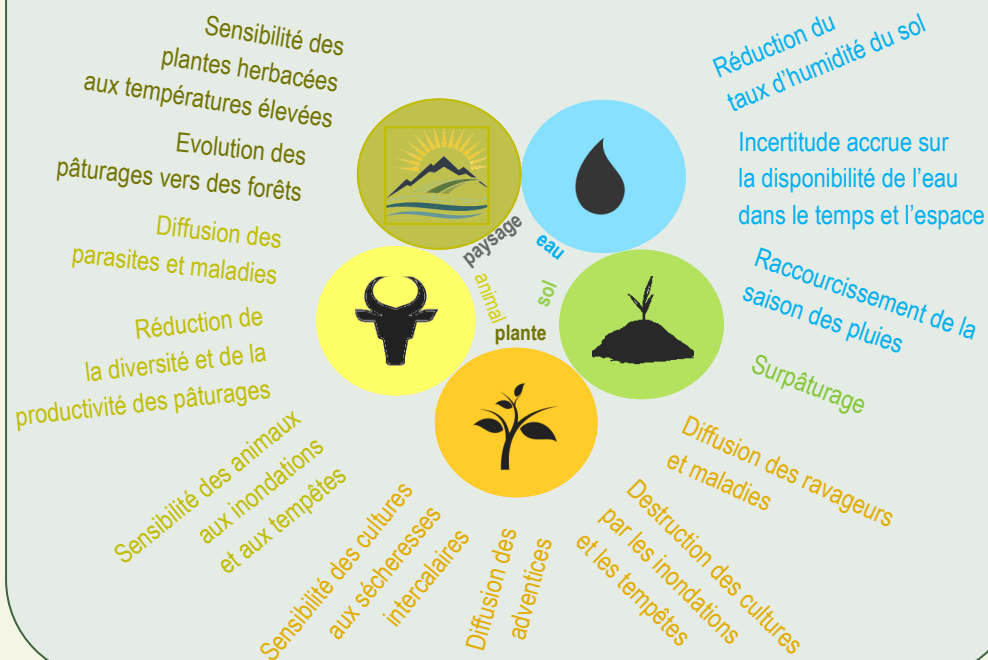 Sensibilité des
plantes herbacées
aux températures élevées
Evolution des
pâturages vers des forêts
Diffusion des
parasites et maladies
Réduction de
la diversité et de la
productivité des pâturages
Sensibilité des animaux
aux inondations
et aux tempêtes
Sensibilité des cultures
aux sécheresses
intercalaires
Diffusion des
adventices
Destruction des cultures
par les inondations
et les tempêtes
Diffusion des ravageurs
et maladies
Surpâturage
Raccourcissement de la
saison des pluies
Incertitude accrue sur
la disponibilité de l'eau
dans le temps et l'espace
Réduction du
taux d'humidité du sol
paysage
eau
animal
sol
plante